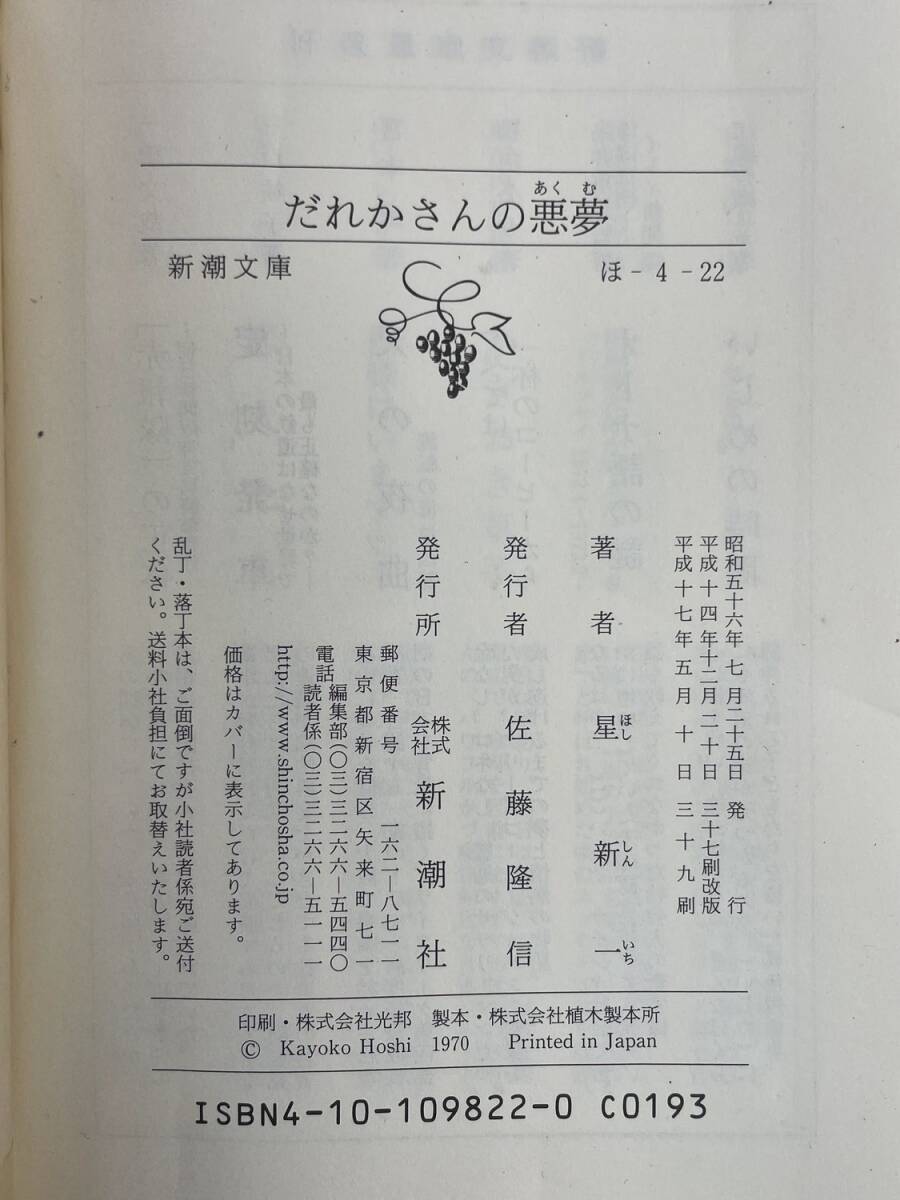 だれかさんの悪夢
あくむ
新潮文庫
ほ-4-22
昭和五十六年七月二十五日 発行
平成十四年十二月二十日 三十七刷改版
平成十七年五月十日 三十九刷
著者 星新一
ほし しん いち
発行者 佐藤隆信
発行所 株式会社 新潮社
郵便番号 一六二―八七一一
東京都新宿区矢来町七一
電話 編集部(〇三)三二六六―五四四〇
読者係(〇三)三二六六―五一一一
http://www.shinchosha.co.jp
価格はカバーに表示してあります。
乱丁・落丁本は、ご面倒ですが小社読者係宛ご送付
ください。送料小社負担にてお取替えいたします。
印刷・株式会社光邦 製本・株式会社植木製本所
© Kayoko Hoshi 1970 Printed in Japan
ISBN4-10-109822-0 C0193